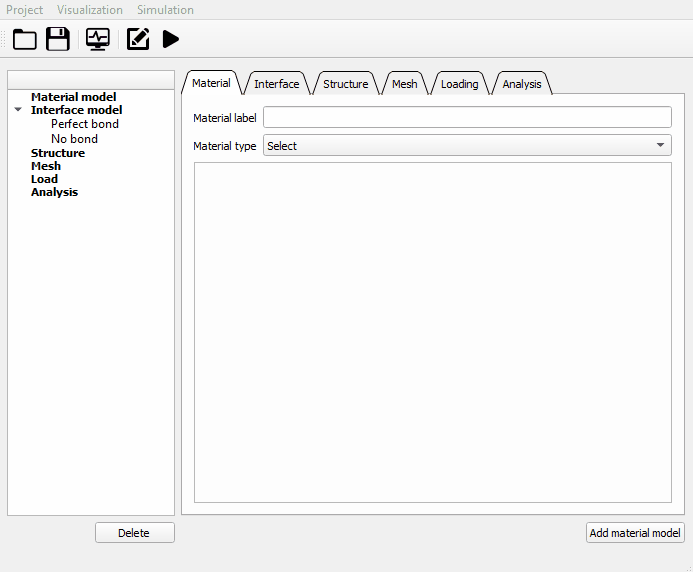 Project Visualization Simulation
Material Interface Structure Mesh Loading Analysis
Material model
Interface model
Perfect bond
No bond
Structure
Mesh
Load
Analysis
Material label
Material type Select
Delete
Add material model